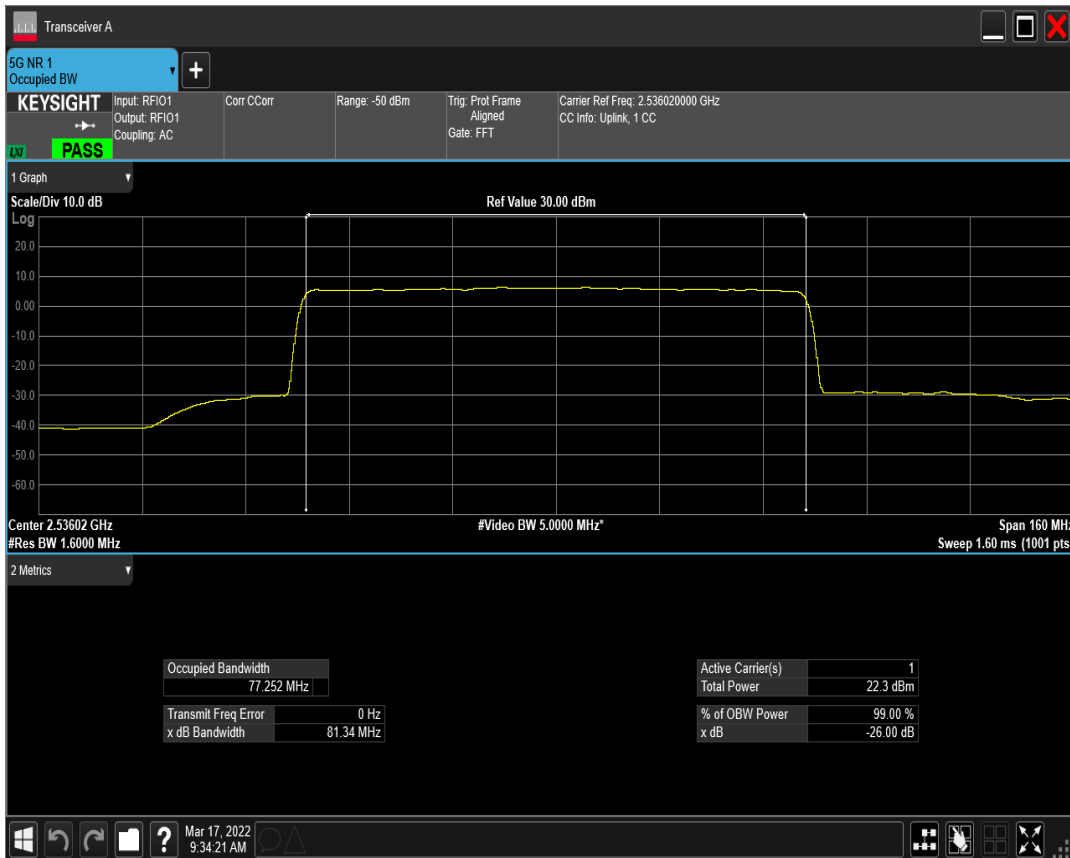 Transceiver A
5G NR 1
Occupied BW
+
KEYSIGHT
LXI
PASS
Input: RFIO1
Output: RFIO1
Coupling: AC
Corr CCorr
Range: -50 dBm
Trig: Prot Frame
Aligned
Gate: FFT
Carrier Ref Freq: 2.536020000 GHz
CC Info: Uplink, 1 CC
1 Graph
Scale/Div 10.0 dB
Ref Value 30.00 dBm
Log
20.0
10.0
0.00
-10.0
-20.0
-30.0
-40.0
-50.0
-60.0
Center 2.53602 GHz
#Video BW 5.0000 MHz*
Span 160 MHz
#Res BW 1.6000 MHz
Sweep 1.60 ms (1001 pts
2 Metrics
Occupied Bandwidth
77.252 MHz
Transmit Freq Error 0 Hz
x dB Bandwidth 81.34 MHz
Active Carrier(s) 1
Total Power 22.3 dBm
% of OBW Power 99.00 %
x dB -26.00 dB
?
Mar 17, 2022
9:34:21 AM